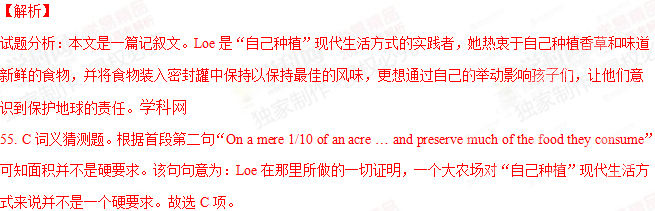 【解析】
试题分析：本文是一篇记叙文。Loe 是“自己种植”现代生活方式的实践者，她热衷于自己种植香草和味道
新鲜的食物，并将食物装入密封罐中保持以保持最佳的风味，更想通过自己的举动影响孩子们，让他们意
识到保护地球的责任。学科网
55. C 词义猜测题。根据首段第二句“On a mere 1/10 of an acre … and preserve much of the food they consume”
可知面积并不是硬要求。该句句意为：Loe 在那里所做的一切证明，一个大农场对“自己种植”现代生活方
式来说并不是一个硬要求。故选 C 项。